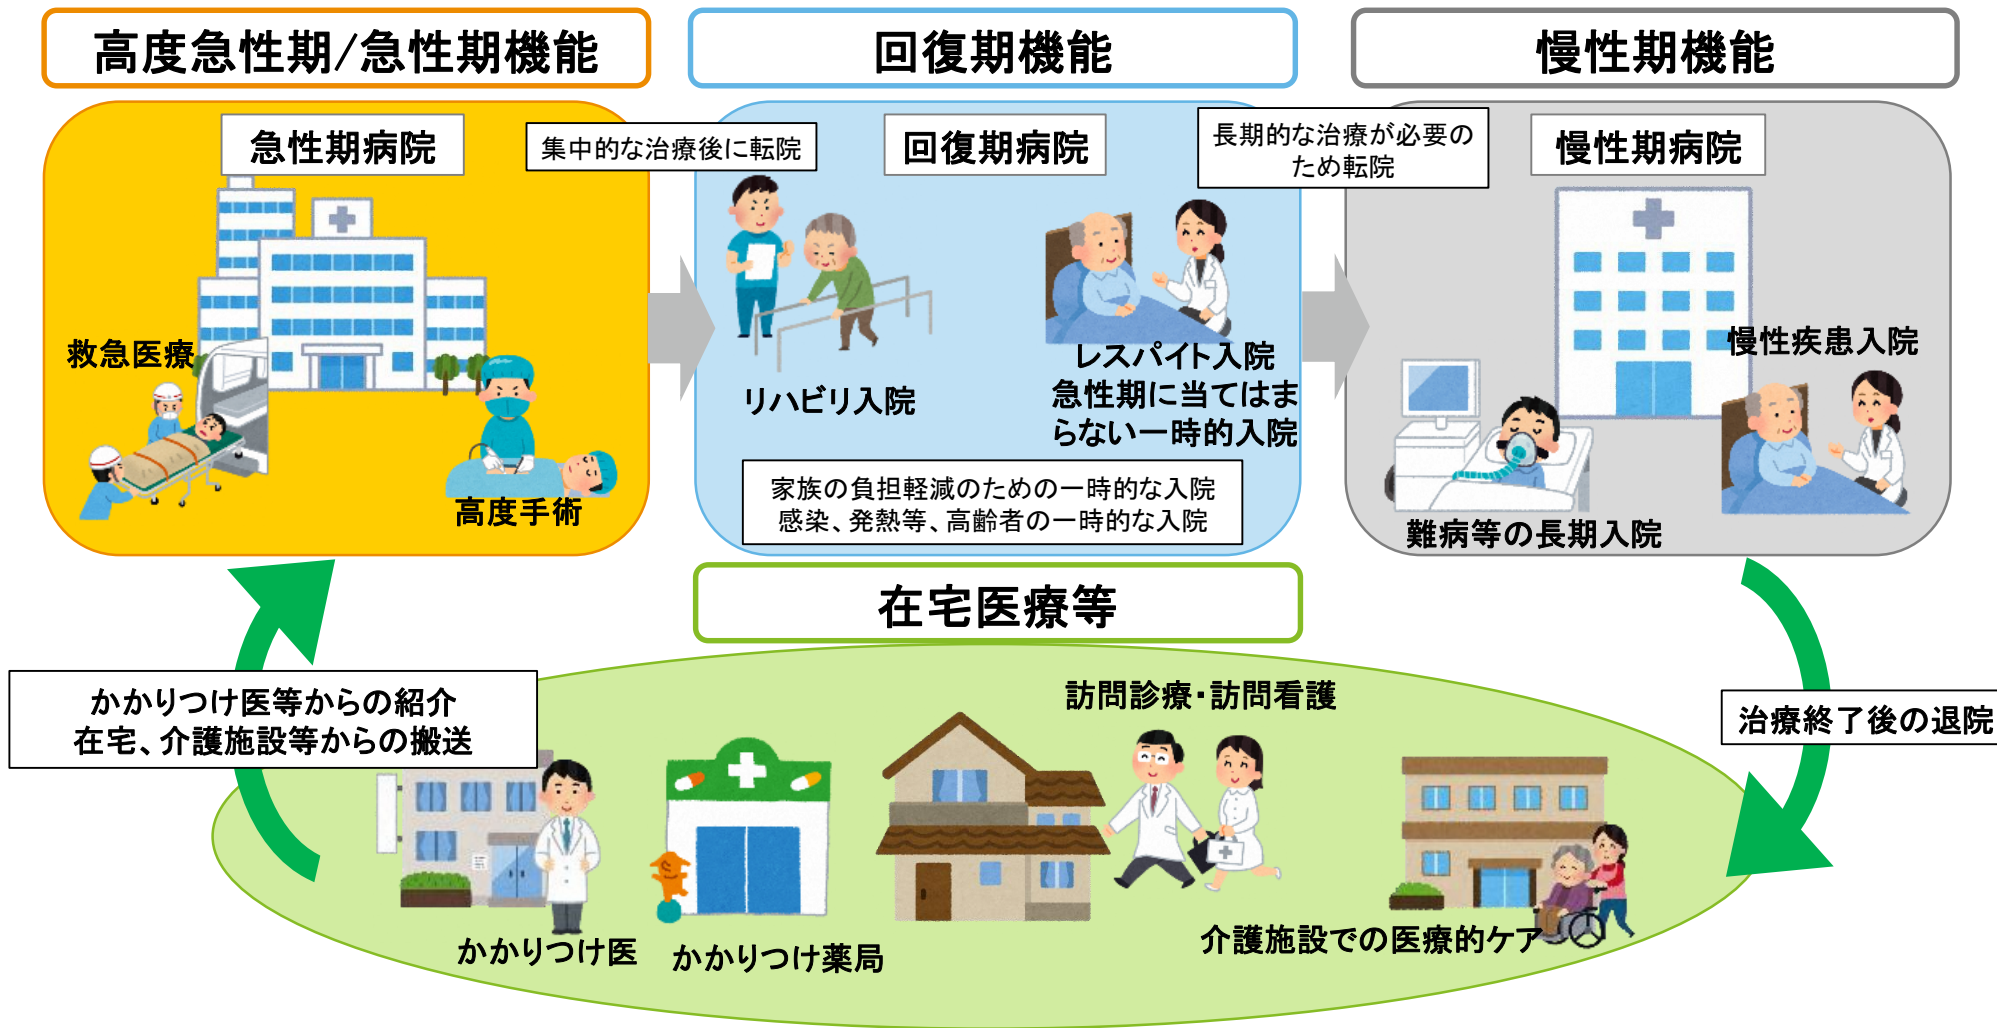 高度急性期/急性期機能
回復期機能
慢性期機能
急性期病院
集中的な治療後に転院
回復期病院
長期的な治療が必要の
ため転院
慢性期病院
救急医療
高度手術
リハビリ入院
レスパイト入院
急性期に当てはま
らない一時的入院
家族の負担軽減のための一時的な入院
感染、発熱等、高齢者の一時的な入院
慢性疾患入院
難病等の長期入院
在宅医療等
かかりつけ医等からの紹介
在宅、介護施設等からの搬送
訪問診療・訪問看護
治療終了後の退院
かかりつけ医
かかりつけ薬局
介護施設での医療的ケア